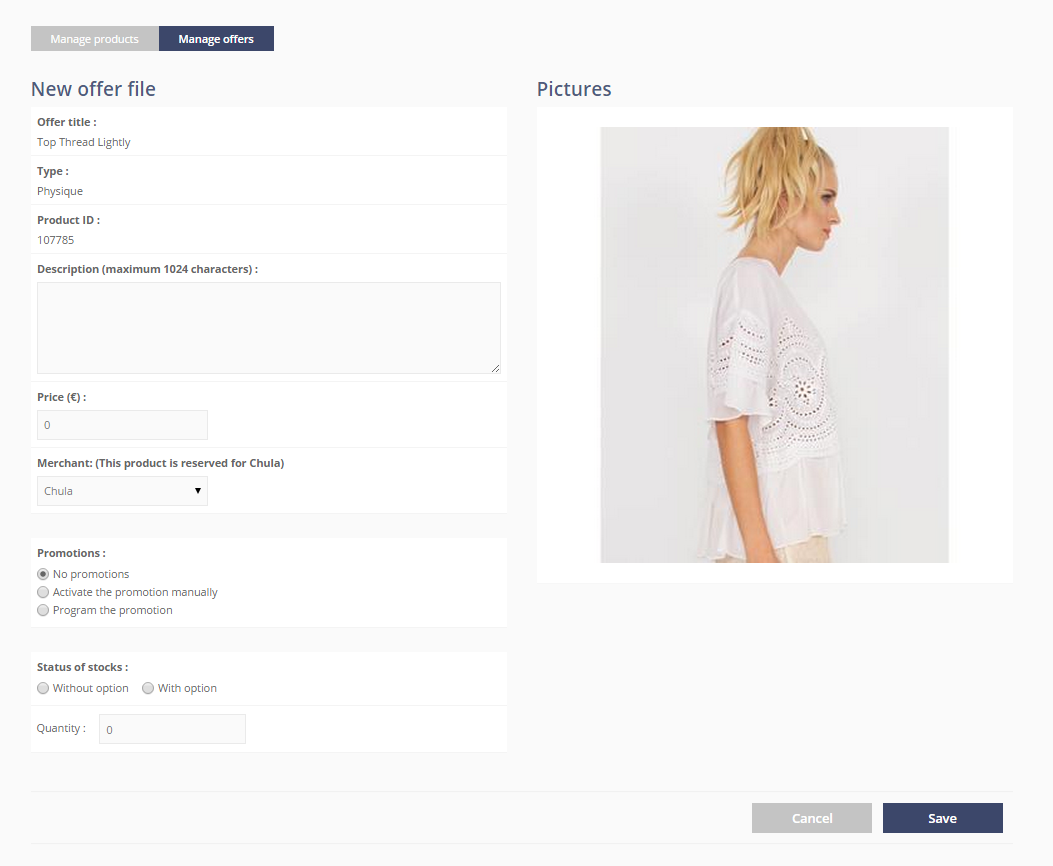 Manage products
Manage offers
New offer file
Offer title :
Top Thread Lightly
Type :
Physique
Product ID :
107785
Description (maximum 1024 characters) :
Price (€) :
0
Merchant: (This product is reserved for Chula)
Chula
Promotions :
No promotions
Activate the promotion manually
Program the promotion
Status of stocks :
Without option
With option
Quantity :
0
Pictures
Cancel
Save